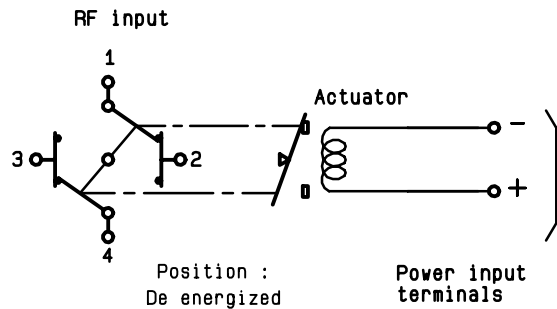 RF input
1
Actuator
-
3
2
+
4
Position :
De energized
Power input
terminals